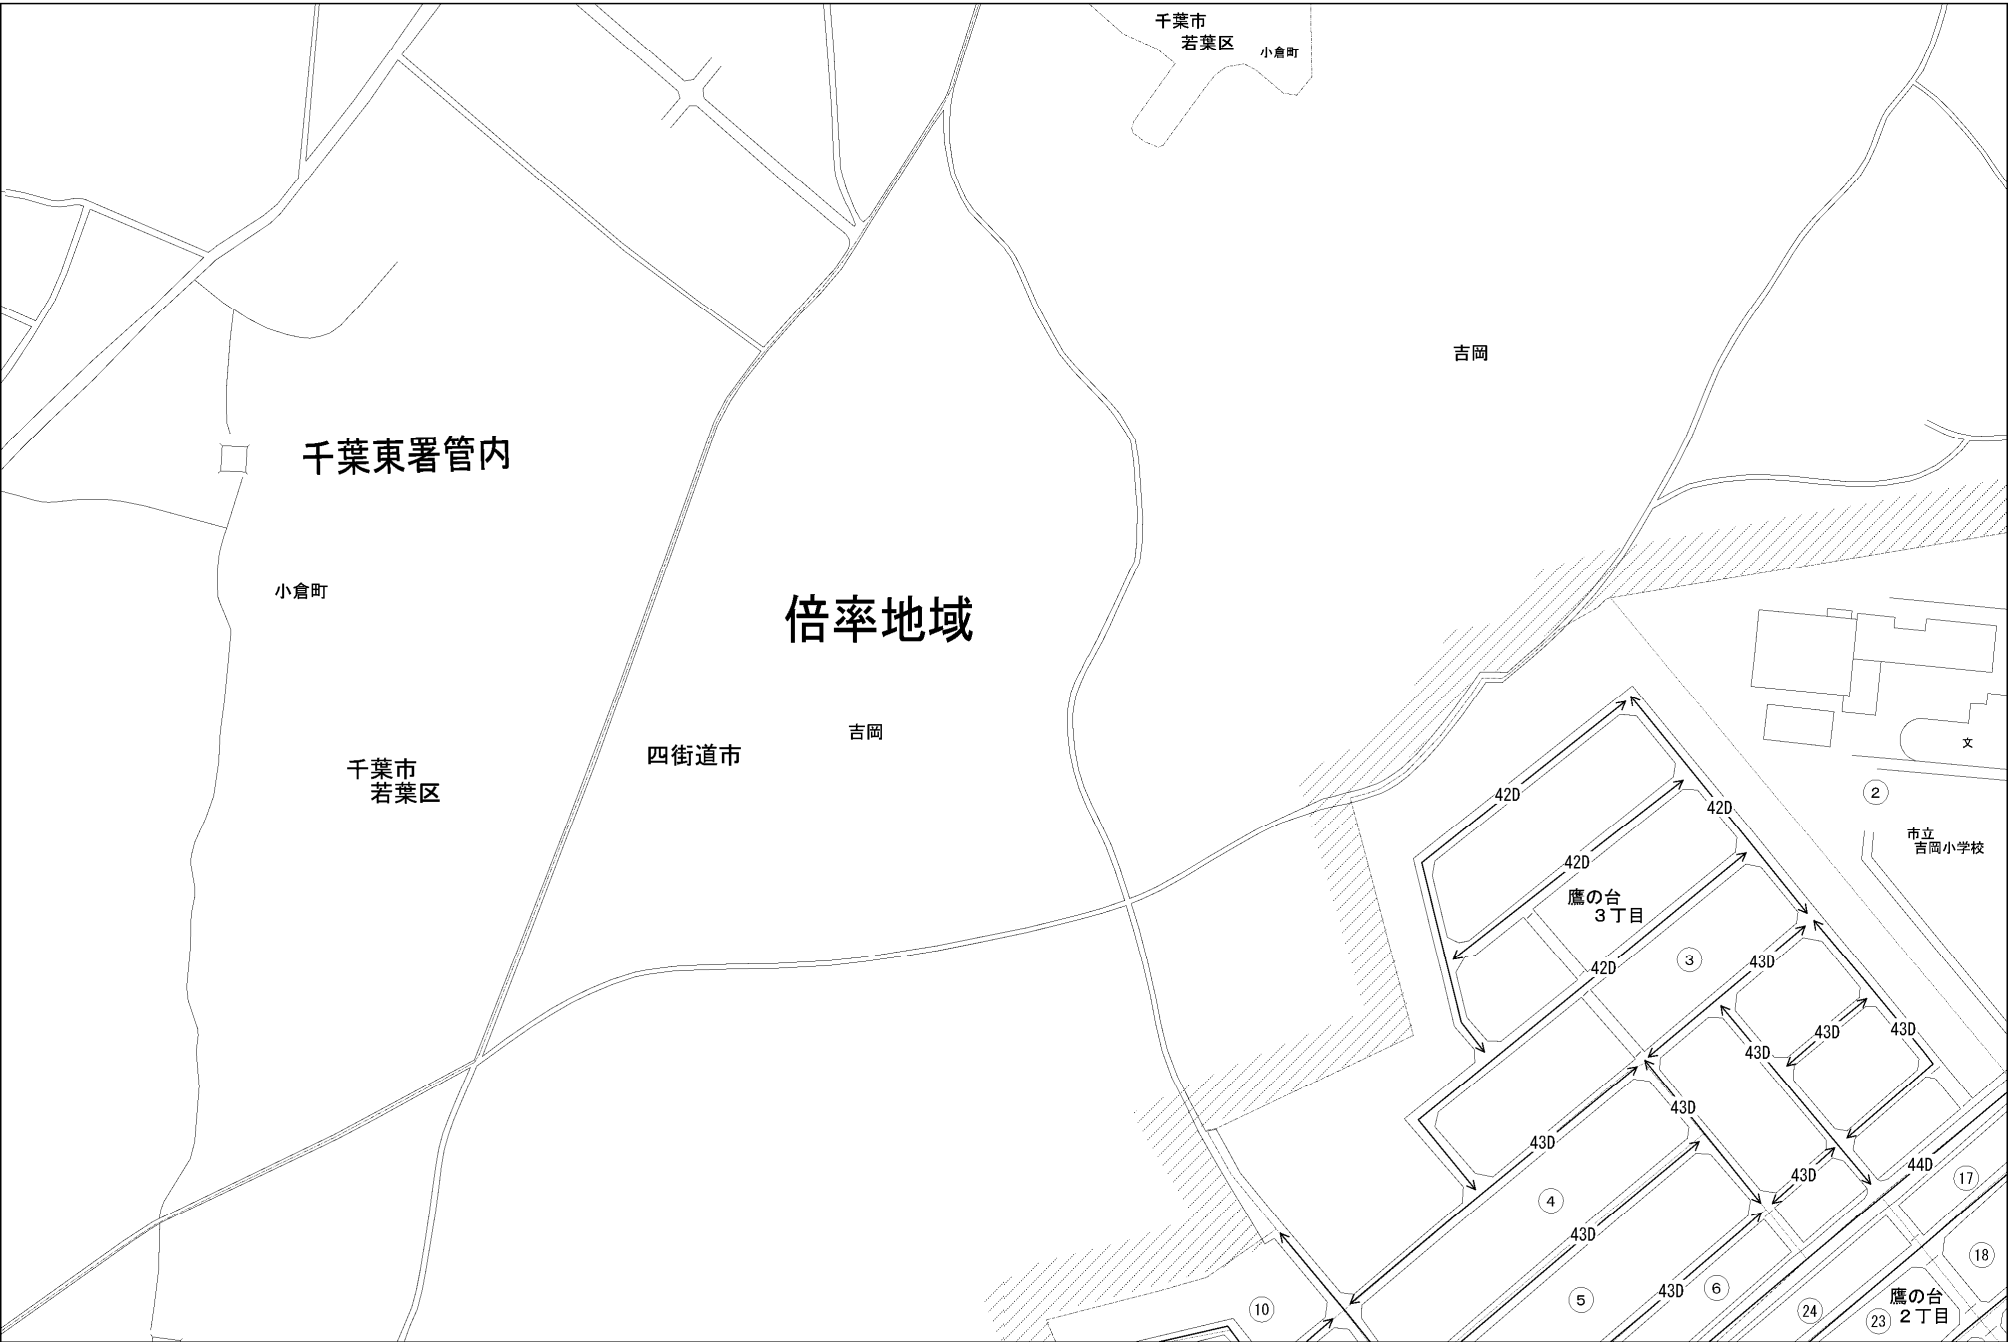 千葉市
若葉区
小倉町
吉岡
千葉東署管内
小倉町
倍率地域
吉岡
四街道市
千葉市
若葉区
文
2
市立
吉岡小学校
42D
42D
42D
鷹の台
3丁目
42D
3
43D
43D
43D
43D
43D
43D
43D
44D
17
4
43D
18
43D
10
5
6
24
23
鷹の台
2丁目